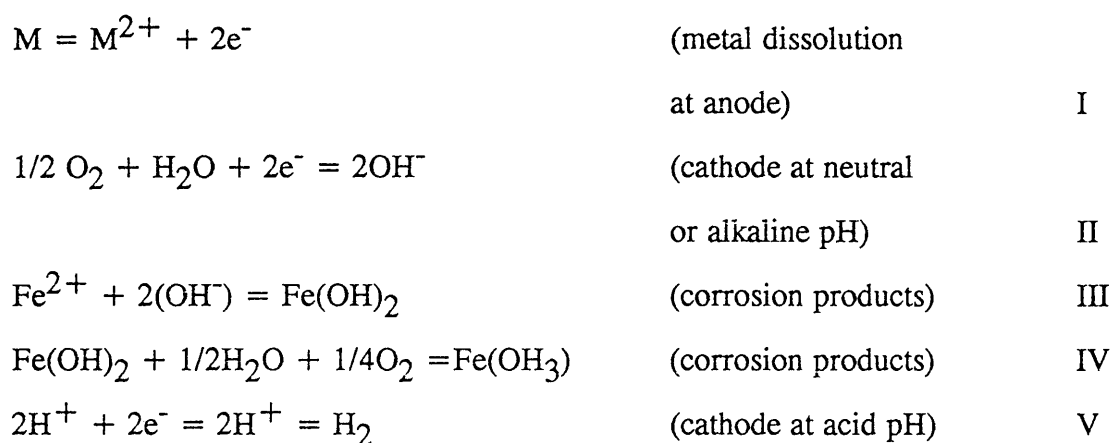 M = M²⁺ + 2e⁻ (metal dissolution
at anode) I
1/2 O₂ + H₂O + 2e⁻ = 2OH⁻ (cathode at neutral
or alkaline pH) II
Fe²⁺ + 2(OH⁻) = Fe(OH)₂ (corrosion products) III
Fe(OH)₂ + 1/2H₂O + 1/4O₂ =Fe(OH₃) (corrosion products) IV
2H⁺ + 2e⁻ = 2H⁺ = H₂ (cathode at acid pH) V